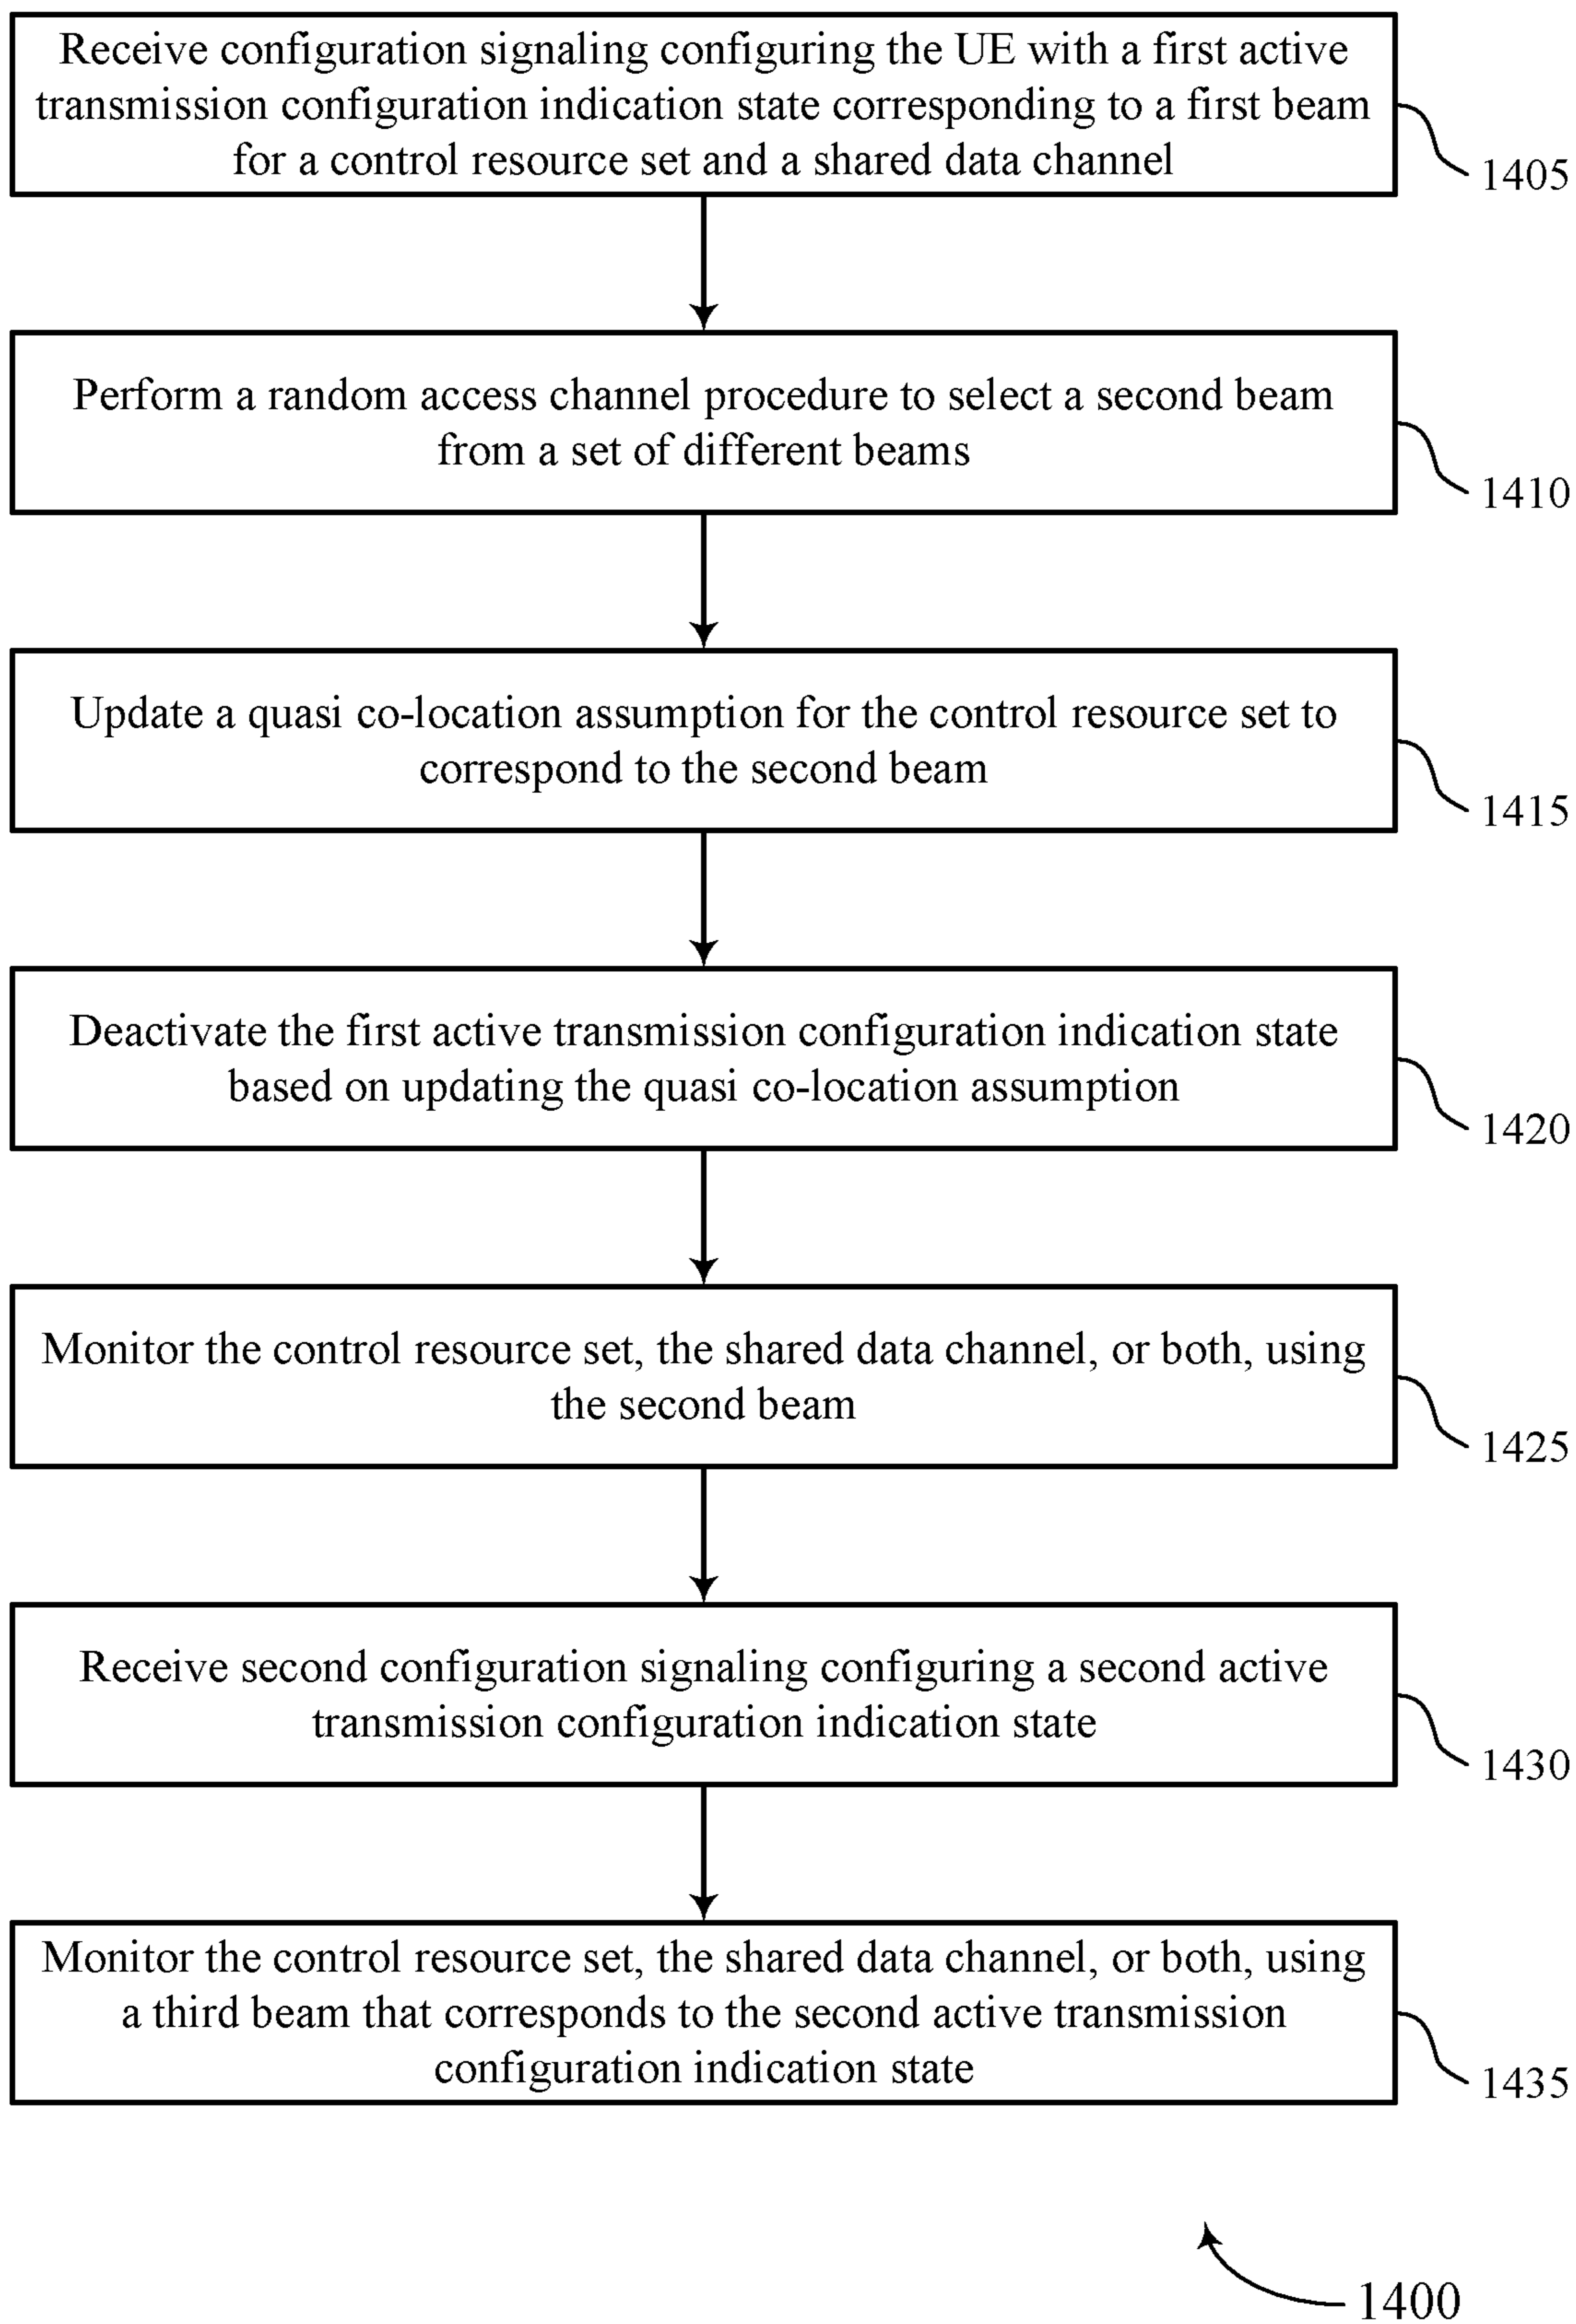 Receive configuration signaling configuring the UE with a first active
transmission configuration indication state corresponding to a first beam
for a control resource set and a shared data channel
1405
Perform a random access channel procedure to select a second beam
from a set of different beams
1410
Update a quasi co-location assumption for the control resource set to
correspond to the second beam
1415
Deactivate the first active transmission configuration indication state
based on updating the quasi co-location assumption
1420
Monitor the control resource set, the shared data channel, or both, using
the second beam
1425
Receive second configuration signaling configuring a second active
transmission configuration indication state
1430
Monitor the control resource set, the shared data channel, or both, using
a third beam that corresponds to the second active transmission
configuration indication state
1435
1400